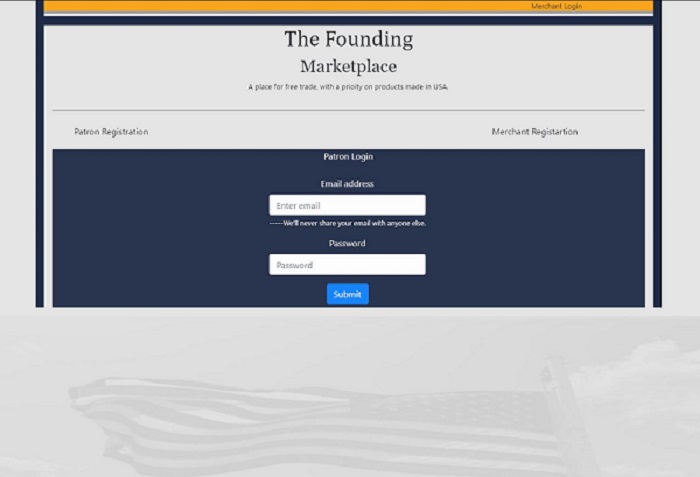 Merchant Login
The Founding
Marketplace
A place for free trade, with a prioity on products made in USA.
Patron Registration
Merchant Registartion
Patron Login
Email address
Enter email
-----We'll never share your email with anyone else.
Password
Password
Submit